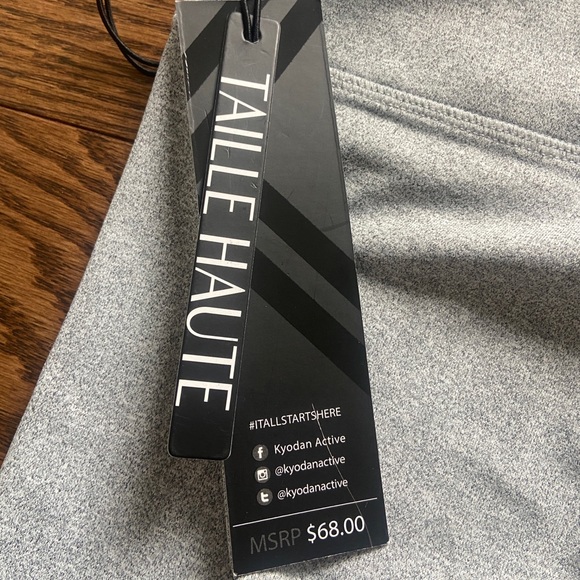 TAILLE HAUTE
#ITALLSTARTSHERE
f Kyodan Active
@kyodanactive
@kyodanactive
MSRP $68.00